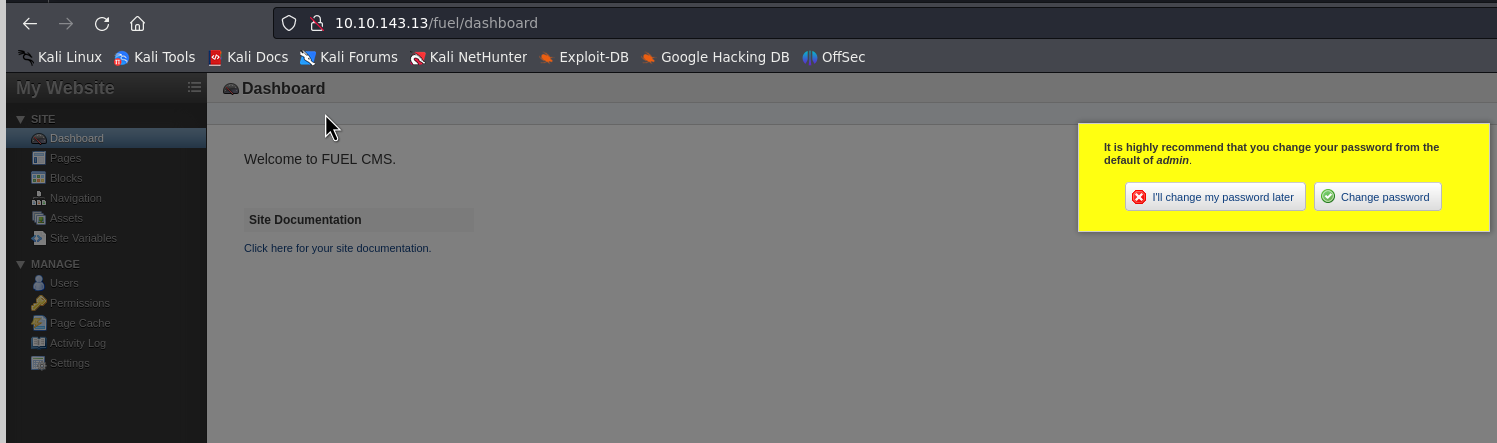 10.10.143.13/fuel/dashboard
Kali Linux Kali Tools Kali Docs Kali Forums Kali NetHunter Exploit-DB Google Hacking DB OffSec
My Website
Dashboard
SITE
Dashboard
Pages
Blocks
Navigation
Assets
Site Variables
MANAGE
Users
Permissions
Page Cache
Activity Log
Settings
Welcome to FUEL CMS.
Site Documentation
Click here for your site documentation.
It is highly recommend that you change your password from the
default of admin.
I'll change my password later Change password